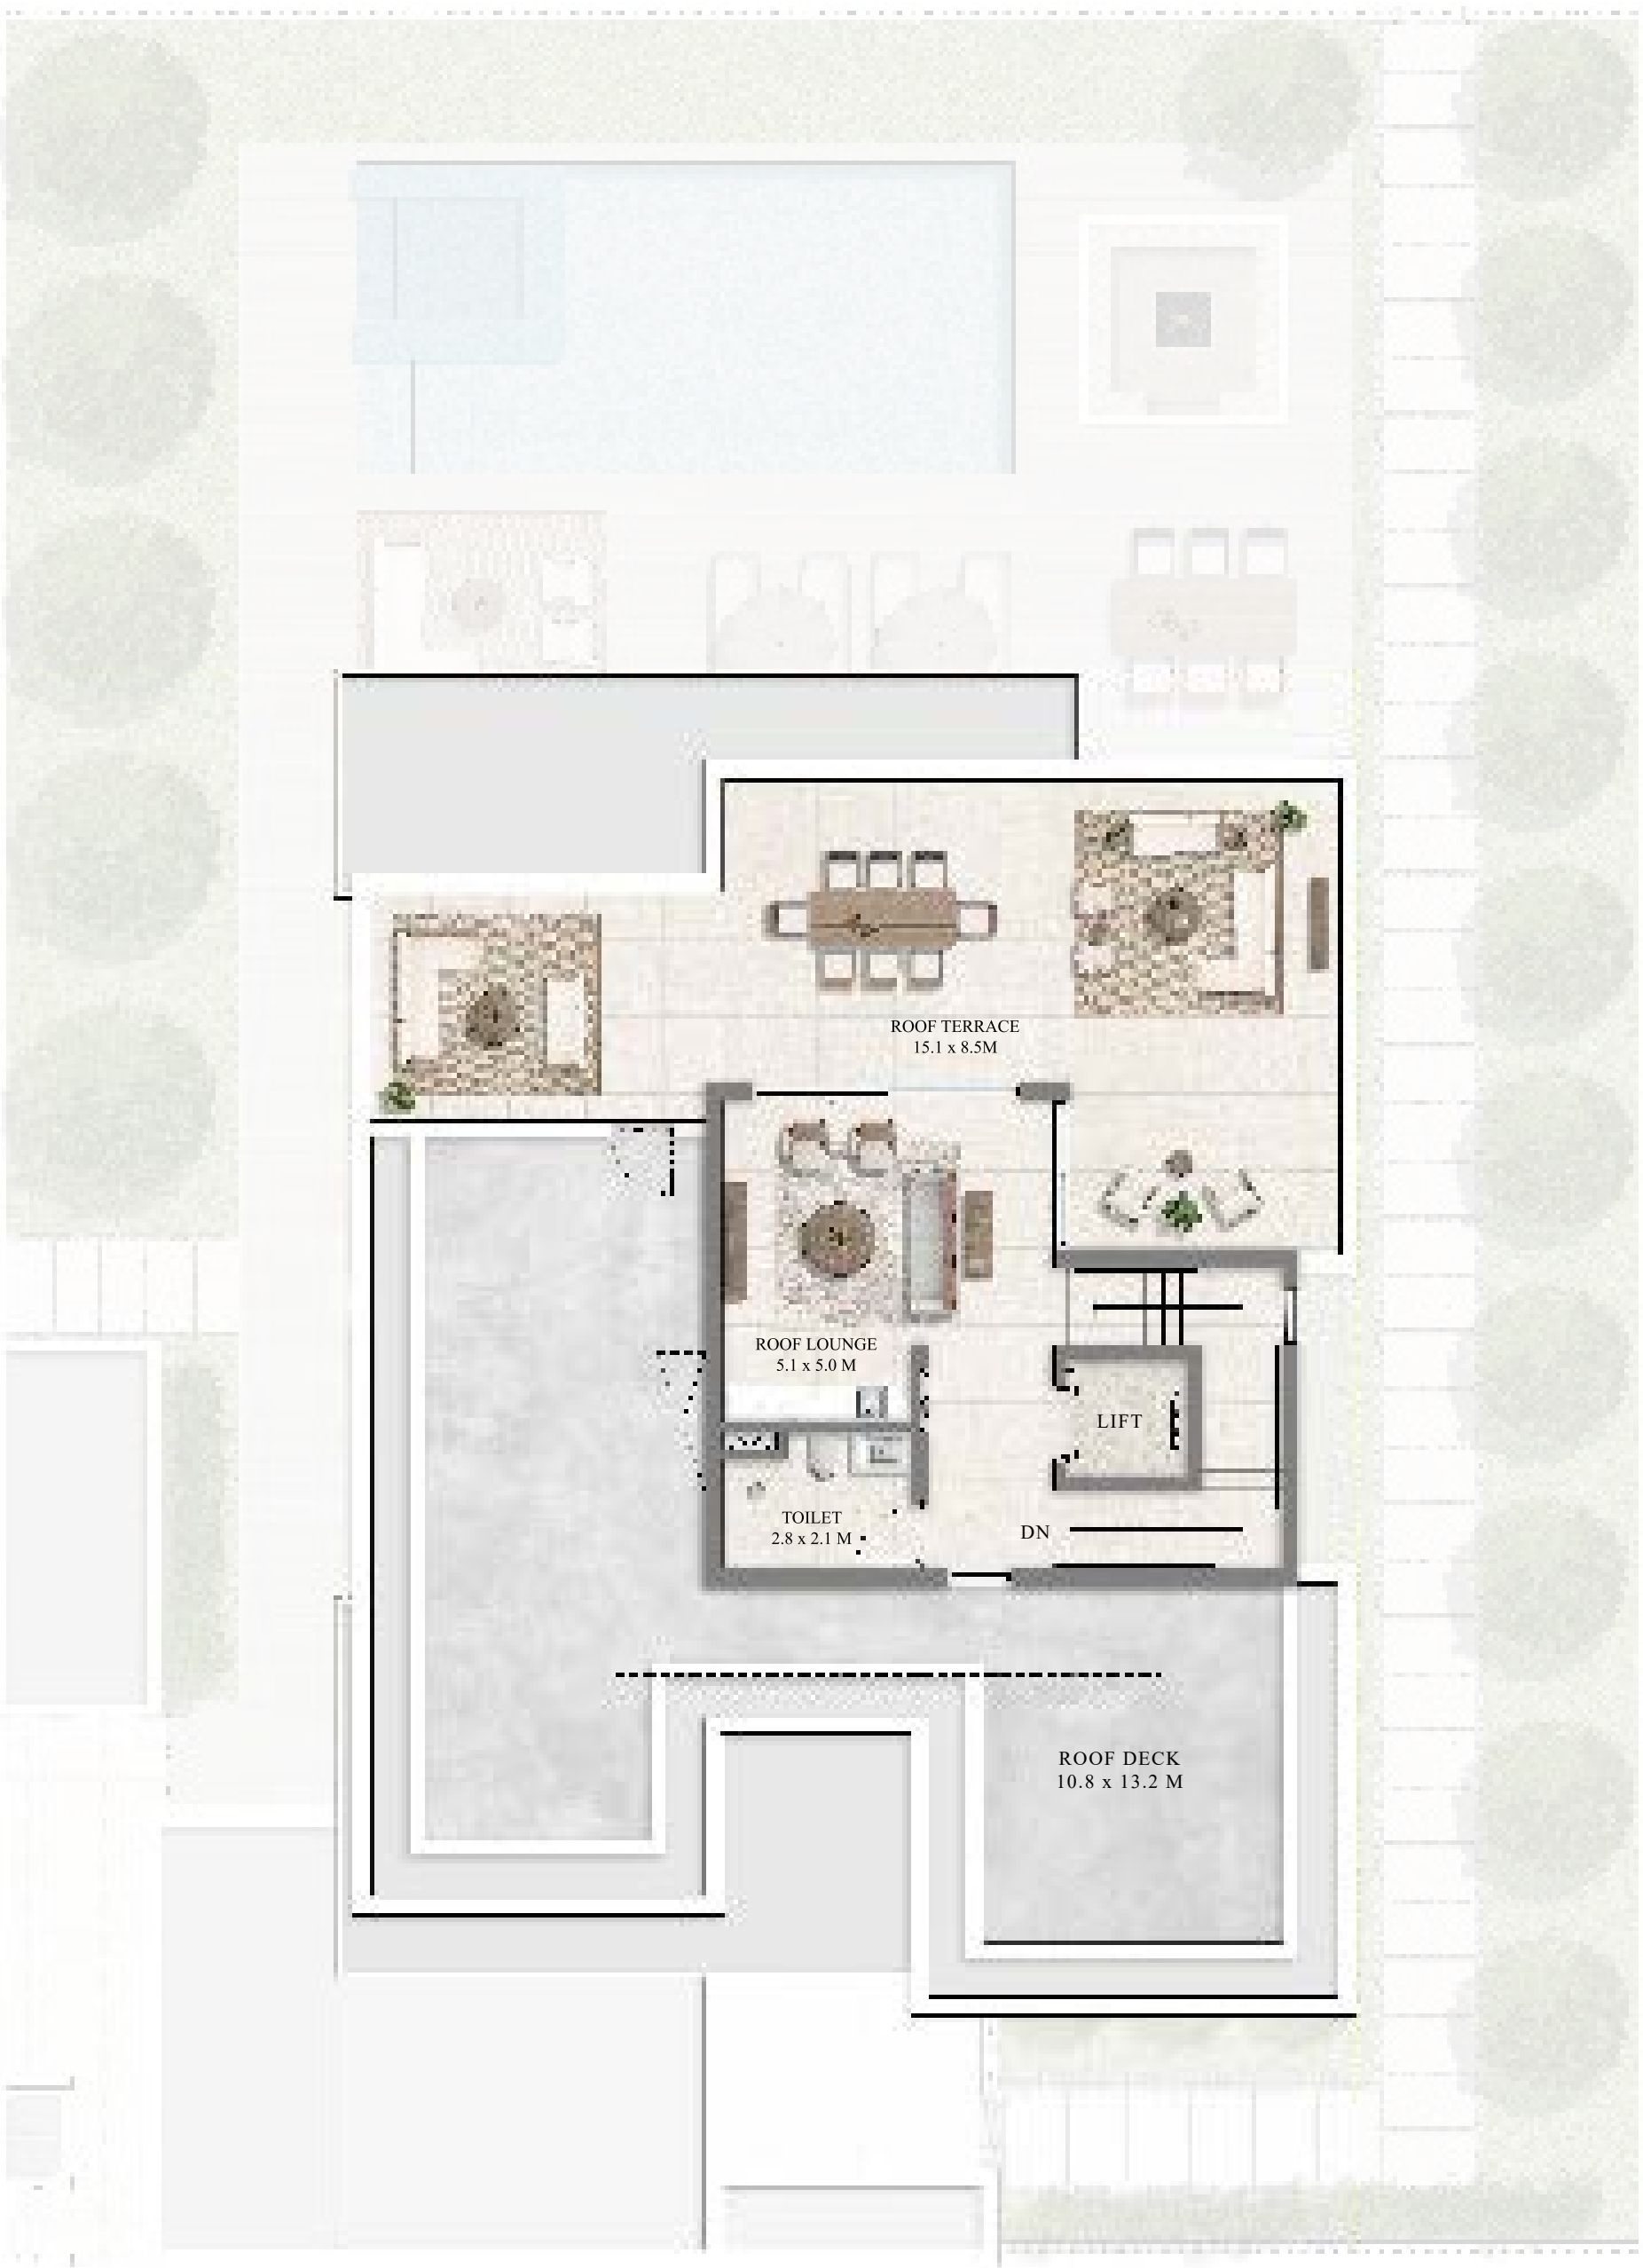 ROOF TERRACE
15.1 x 8.5M
ROOF LOUNGE
5.1 x 5.0 M
LIFT
TOILET
2.8 x 2.1 M
DN
ROOF DECK
10.8 x 13.2 M